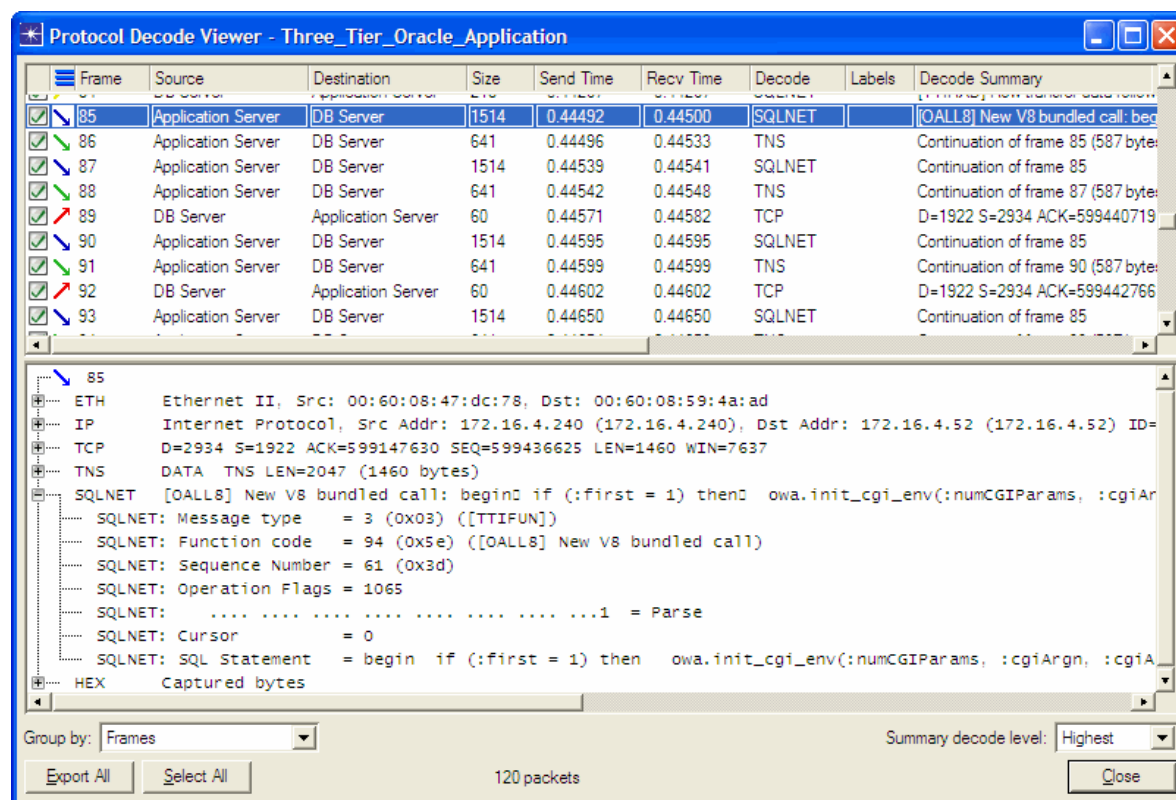 Protocol Decode Viewer - Three_Tier_Oracle_Application
Frame Source Destination Size Send Time Recv Time Decode Labels Decode Summary
85 Application Server DB Server 1514 0.44492 0.44500 SQLNET [OALL8] New V8 bundled call: beg
86 Application Server DB Server 641 0.44496 0.44533 TNS Continuation of frame 85 (587 byte
87 Application Server DB Server 1514 0.44539 0.44541 SQLNET Continuation of frame 85
88 Application Server DB Server 641 0.44542 0.44548 TNS Continuation of frame 87 (587 byte
89 DB Server Application Server 60 0.44571 0.44582 TCP D=1922 S=2934 ACK=599440719
90 Application Server DB Server 1514 0.44595 0.44595 SQLNET Continuation of frame 85
91 Application Server DB Server 641 0.44599 0.44599 TNS Continuation of frame 90 (587 byte
92 DB Server Application Server 60 0.44602 0.44602 TCP D=1922 S=2934 ACK=599442766
93 Application Server DB Server 1514 0.44650 0.44650 SQLNET Continuation of frame 85
85
ETH Ethernet II, Src: 00:60:08:47:dc:78, Dst: 00:60:08:59:4a:ad
IP Internet Protocol, Src Addr: 172.16.4.240 (172.16.4.240), Dst Addr: 172.16.4.52 (172.16.4.52) ID=
TCP D=2934 S=1922 ACK=599147630 SEQ=599436625 LEN=1460 WIN=7637
TNS DATA TNS LEN=2047 (1460 bytes)
SQLNET [OALL8] New V8 bundled call: begin▯ if (:first = 1) then▯ owa.init_cgi_env(:numCGIParams, :cgiAr
SQLNET: Message type = 3 (0x03) ([TTIFUN])
SQLNET: Function code = 94 (0x5e) ([OALL8] New V8 bundled call)
SQLNET: Sequence Number = 61 (0x3d)
SQLNET: Operation Flags = 1065
SQLNET: .... .... .... .... .... .... .... ...1 = Parse
SQLNET: Cursor = 0
SQLNET: SQL Statement = begin if (:first = 1) then owa.init_cgi_env(:numCGIParams, :cgiArgn, :cgiA
HEX Captured bytes
Group by: Frames Summary decode level: Highest
Export All Select All 120 packets Close